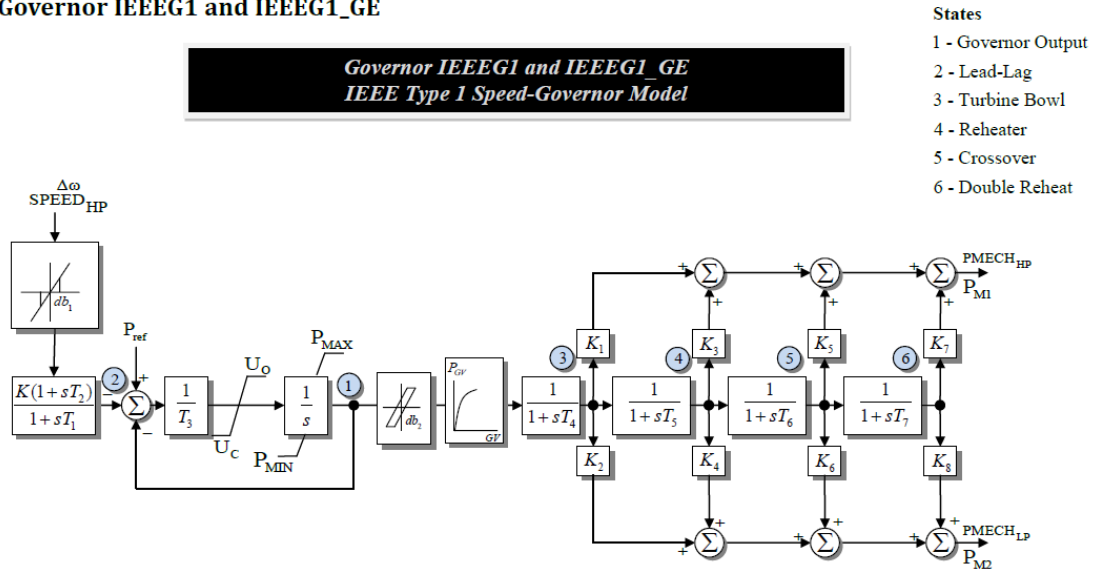 Governor IEEEG1 and IEEEG1_GE
States
1 - Governor Output
2 - Lead-Lag
3 - Turbine Bowl
4 - Reheater
5 - Crossover
6 - Double Reheat
Governor IEEEG1 and IEEEG1_GE
IEEE Type 1 Speed-Governor Model
Δω
SPEED_HP
db₁
K(1+sT₂)
1+sT₁
2
−
P_ref
+
Σ
−
1
T₃
U_O
U_C
P_MAX
1
s
P_MIN
1
db₂
P_GV
GV
1
1+sT₄
3
K₁
K₂
1
1+sT₅
4
K₃
K₄
1
1+sT₆
5
K₅
K₆
1
1+sT₇
6
K₇
K₈
+ Σ +
+ Σ +
+ Σ +
PMECH_HP
P_M1
+ Σ +
+ Σ +
+ Σ +
PMECH_LP
P_M2